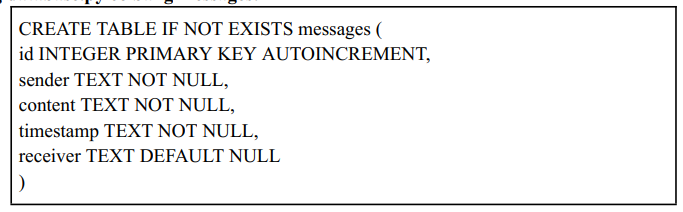 CREATE TABLE IF NOT EXISTS messages (
id INTEGER PRIMARY KEY AUTOINCREMENT,
sender TEXT NOT NULL,
content TEXT NOT NULL,
timestamp TEXT NOT NULL,
receiver TEXT DEFAULT NULL
)